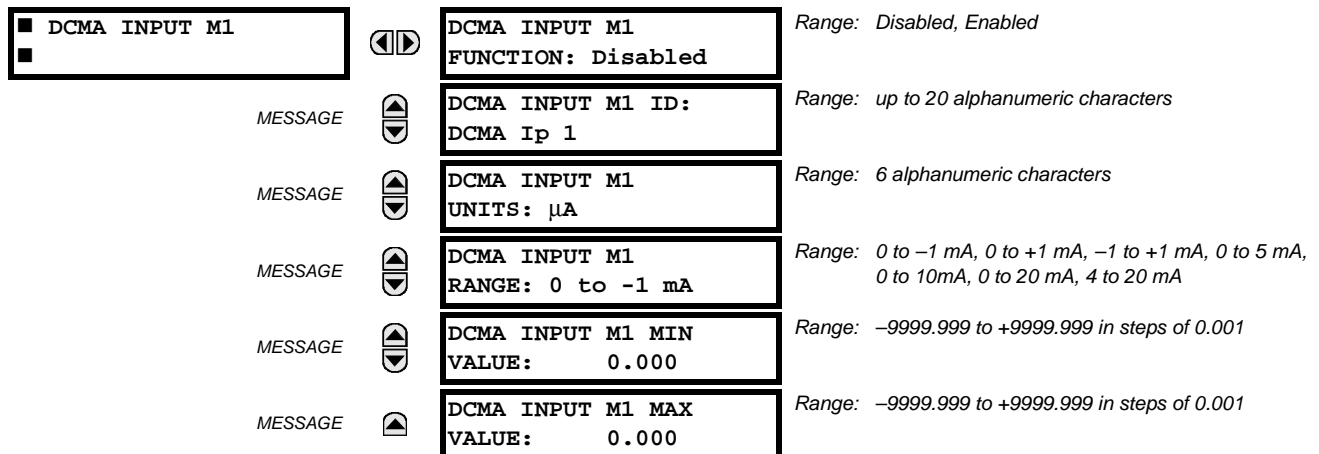 ■ DCMA INPUT M1
■
DCMA INPUT M1
FUNCTION: Disabled
Range: Disabled, Enabled
MESSAGE
DCMA INPUT M1 ID:
DCMA Ip 1
Range: up to 20 alphanumeric characters
MESSAGE
DCMA INPUT M1
UNITS: μA
Range: 6 alphanumeric characters
MESSAGE
DCMA INPUT M1
RANGE: 0 to -1 mA
Range: 0 to –1 mA, 0 to +1 mA, –1 to +1 mA, 0 to 5 mA,
0 to 10mA, 0 to 20 mA, 4 to 20 mA
MESSAGE
DCMA INPUT M1 MIN
VALUE: 0.000
Range: –9999.999 to +9999.999 in steps of 0.001
MESSAGE
DCMA INPUT M1 MAX
VALUE: 0.000
Range: –9999.999 to +9999.999 in steps of 0.001